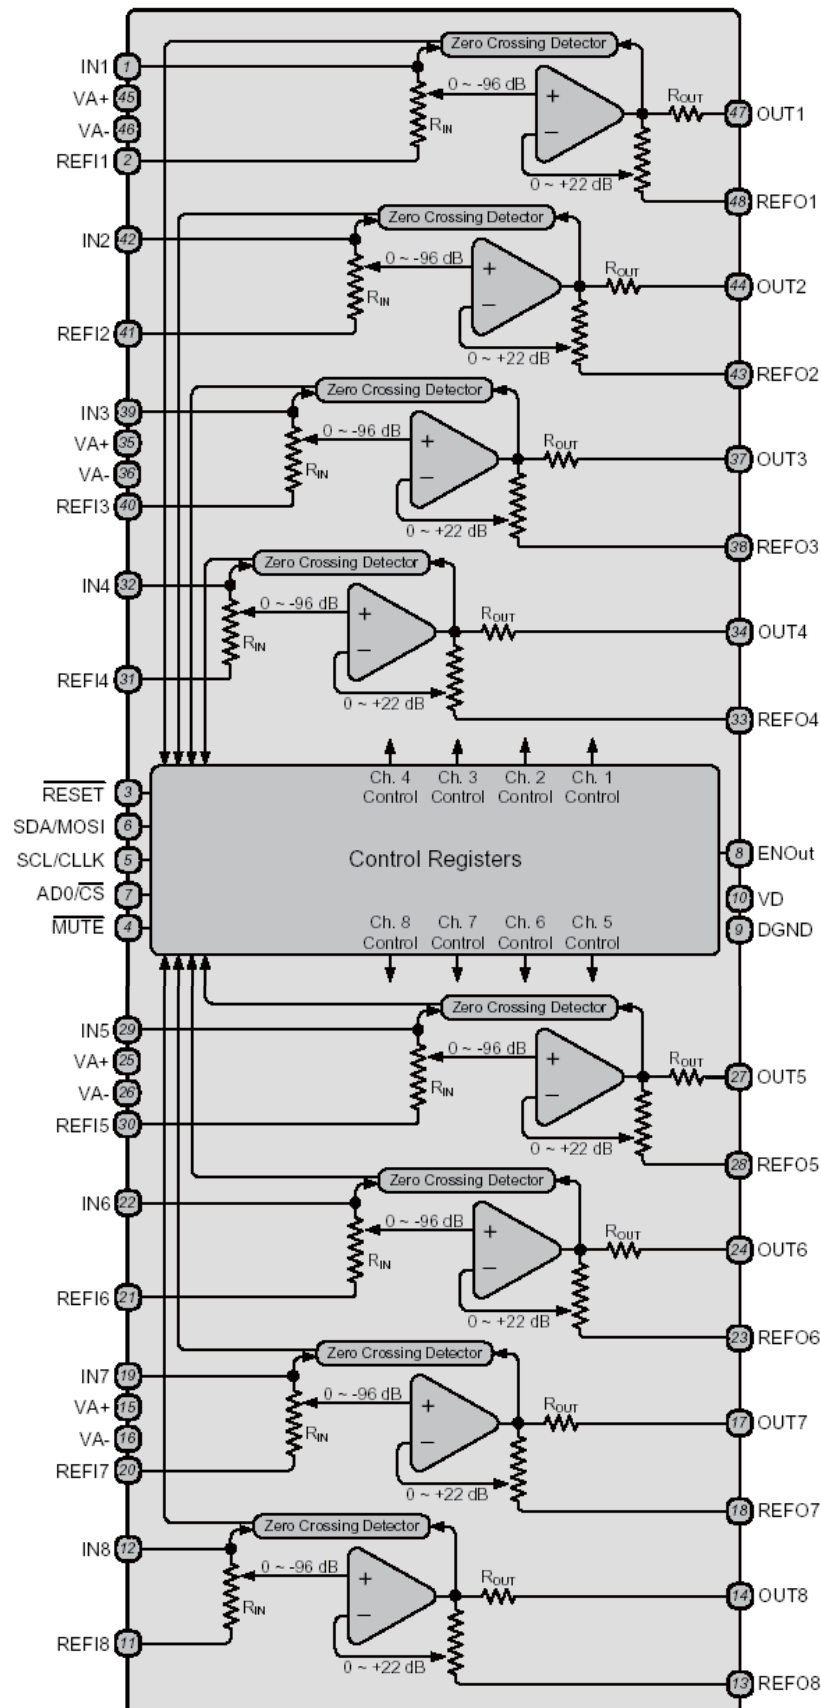 Zero Crossing Detector
IN1 1
0 ~ -96 dB
VA+ 45
+
ROUT
RIN
47 OUT1
VA- 46
−
REFI1 2
0 ~ +22 dB
48 REFO1
Zero Crossing Detector
IN2 42
0 ~ -96 dB
+
ROUT
RIN
44 OUT2
−
REFI2 41
0 ~ +22 dB
43 REFO2
Zero Crossing Detector
IN3 39
0 ~ -96 dB
VA+ 35
+
ROUT
RIN
37 OUT3
VA- 36
−
REFI3 40
0 ~ +22 dB
38 REFO3
Zero Crossing Detector
IN4 32
0 ~ -96 dB
+
ROUT
RIN
34 OUT4
−
REFI4 31
0 ~ +22 dB
33 REFO4
Ch. 4 Control
Ch. 3 Control
Ch. 2 Control
Ch. 1 Control
RESET 3
SDA/MOSI 6
SCL/CLLK 5
Control Registers
8 ENOut
AD0/CS 7
10 VD
MUTE 4
9 DGND
Ch. 8 Control
Ch. 7 Control
Ch. 6 Control
Ch. 5 Control
Zero Crossing Detector
IN5 29
0 ~ -96 dB
VA+ 25
+
ROUT
RIN
27 OUT5
VA- 26
−
REFI5 30
0 ~ +22 dB
28 REFO5
Zero Crossing Detector
IN6 22
0 ~ -96 dB
+
ROUT
RIN
24 OUT6
−
REFI6 21
0 ~ +22 dB
23 REFO6
Zero Crossing Detector
IN7 19
0 ~ -96 dB
VA+ 15
+
ROUT
RIN
17 OUT7
VA- 16
−
REFI7 20
0 ~ +22 dB
18 REFO7
Zero Crossing Detector
IN8 12
0 ~ -96 dB
+
ROUT
RIN
14 OUT8
−
REFI8 11
0 ~ +22 dB
13 REFO8